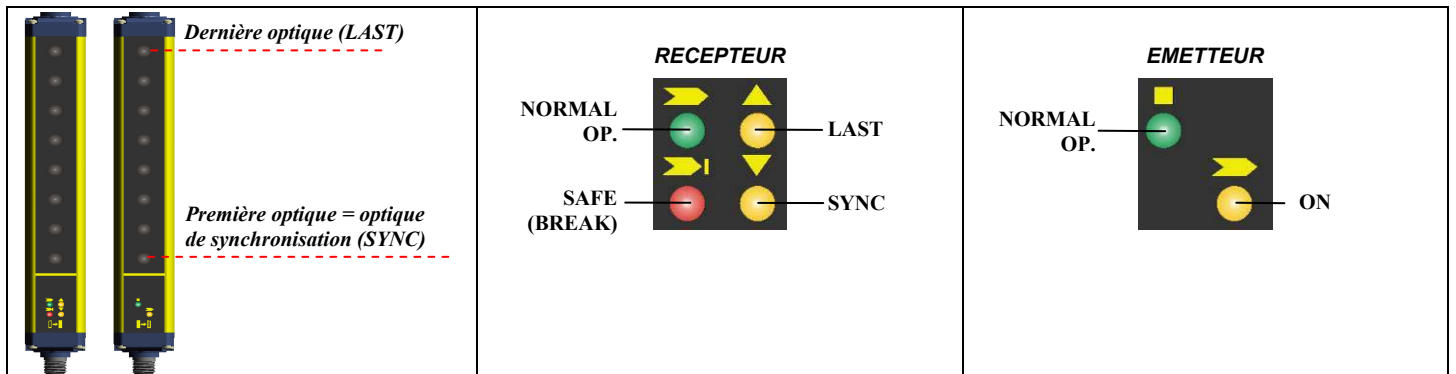 Dernière optique (LAST)
Première optique = optique
de synchronisation (SYNC)
RECEPTEUR
NORMAL
OP.
LAST
SAFE
(BREAK)
SYNC
EMETTEUR
NORMAL
OP.
ON